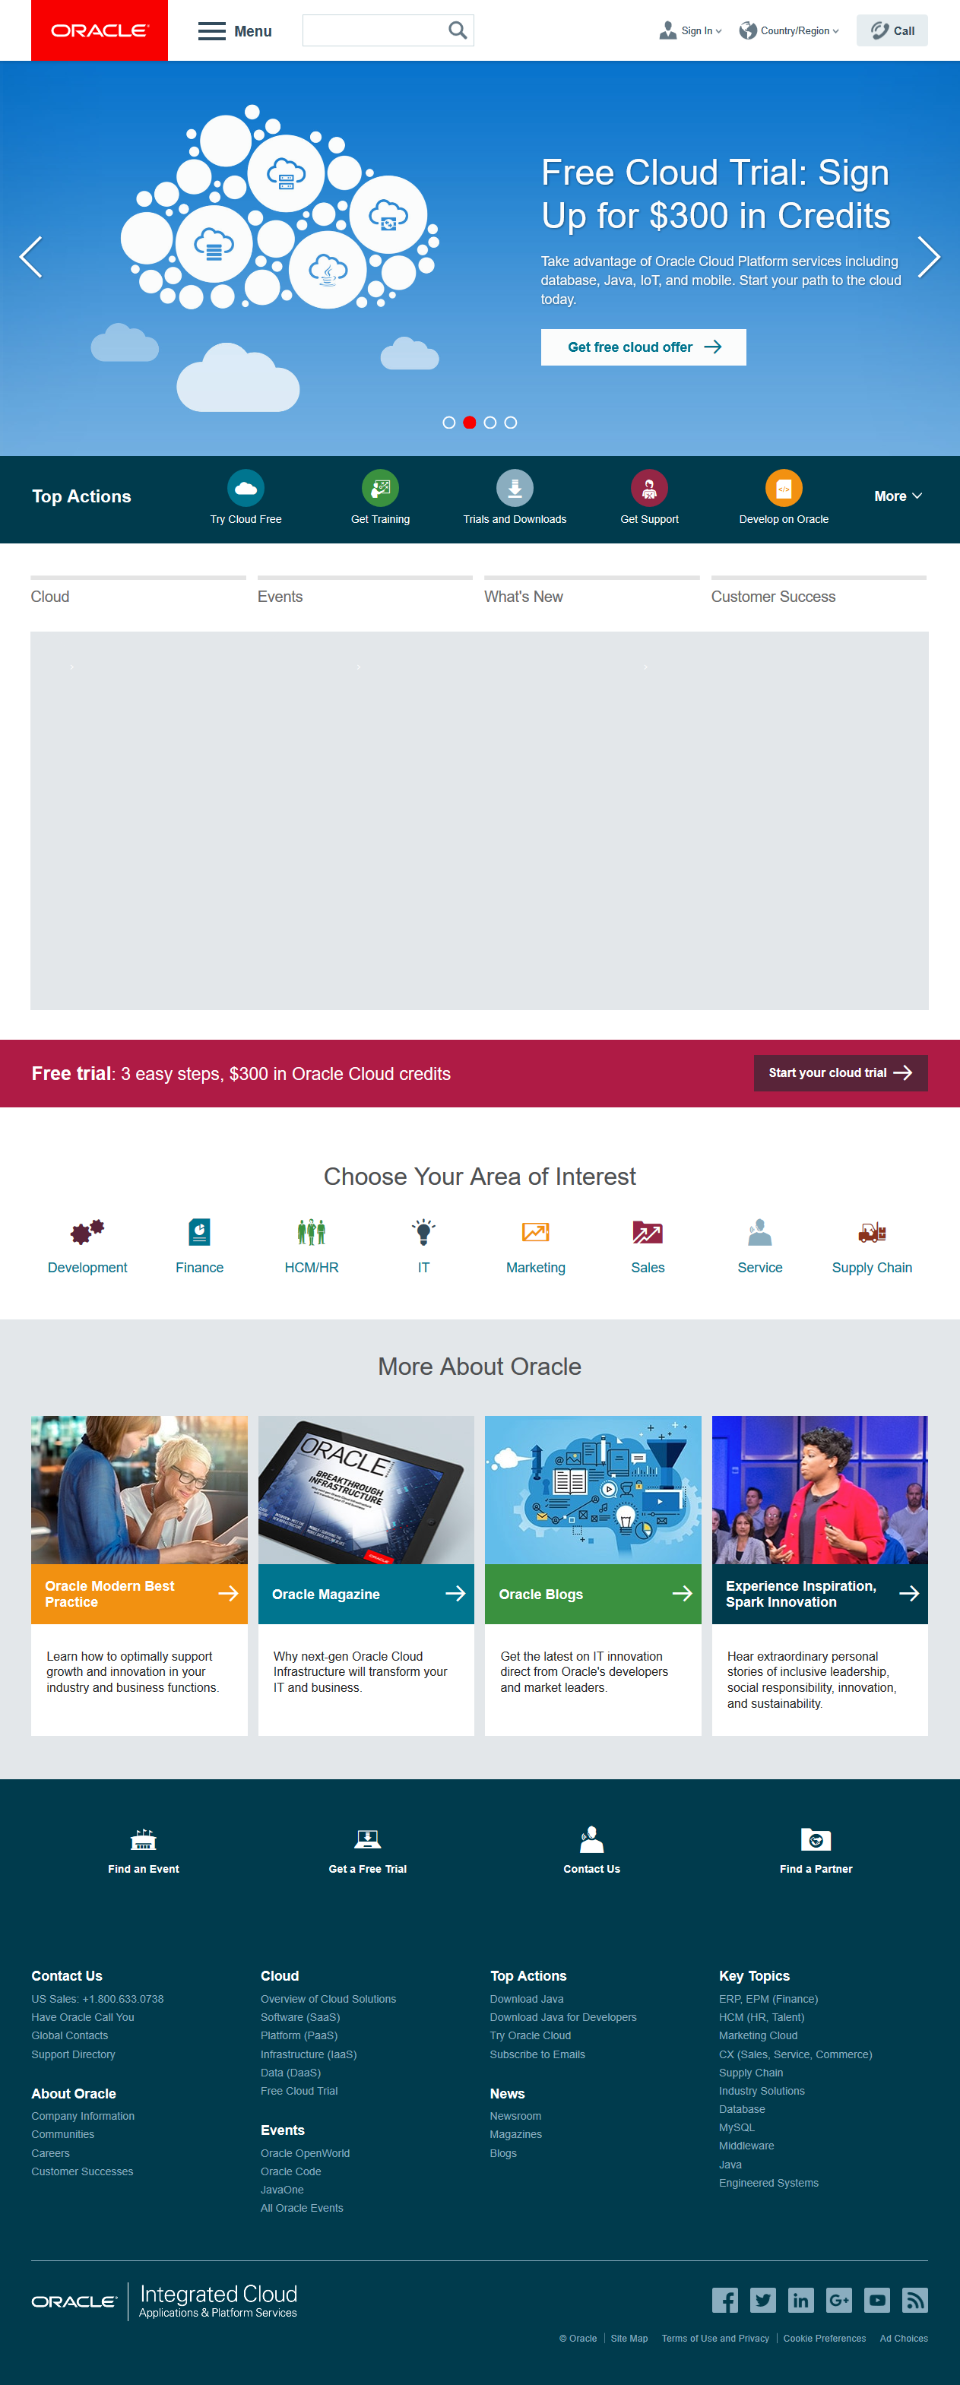 ORACLE
Menu
Sign In
Country/Region
Call
Free Cloud Trial: Sign
Up for $300 in Credits
Take advantage of Oracle Cloud Platform services including
database, Java, IoT, and mobile. Start your path to the cloud
today.
Get free cloud offer
Top Actions
Try Cloud Free
Get Training
Trials and Downloads
Get Support
Develop on Oracle
More
Cloud
Events
What's New
Customer Success
Free trial: 3 easy steps, $300 in Oracle Cloud credits
Start your cloud trial
Choose Your Area of Interest
Development
Finance
HCM/HR
IT
Marketing
Sales
Service
Supply Chain
More About Oracle
ORACLE
BREAKTHROUGH
INFRASTRUCTURE
Oracle Modern Best
Practice
Learn how to optimally support
growth and innovation in your
industry and business functions.
Oracle Magazine
Why next-gen Oracle Cloud
Infrastructure will transform your
IT and business.
Oracle Blogs
Get the latest on IT innovation
direct from Oracle's developers
and market leaders.
Experience Inspiration,
Spark Innovation
Hear extraordinary personal
stories of inclusive leadership,
social responsibility, innovation,
and sustainability.
Find an Event
Get a Free Trial
Contact Us
Find a Partner
Contact Us
US Sales: +1.800.633.0738
Have Oracle Call You
Global Contacts
Support Directory
About Oracle
Company Information
Communities
Careers
Customer Successes
Cloud
Overview of Cloud Solutions
Software (SaaS)
Platform (PaaS)
Infrastructure (IaaS)
Data (DaaS)
Free Cloud Trial
Events
Oracle OpenWorld
Oracle Code
JavaOne
All Oracle Events
Top Actions
Download Java
Download Java for Developers
Try Oracle Cloud
Subscribe to Emails
News
Newsroom
Magazines
Blogs
Key Topics
ERP, EPM (Finance)
HCM (HR, Talent)
Marketing Cloud
CX (Sales, Service, Commerce)
Supply Chain
Industry Solutions
Database
MySQL
Middleware
Java
Engineered Systems
ORACLE
Integrated Cloud
Applications & Platform Services
© Oracle
Site Map
Terms of Use and Privacy
Cookie Preferences
Ad Choices